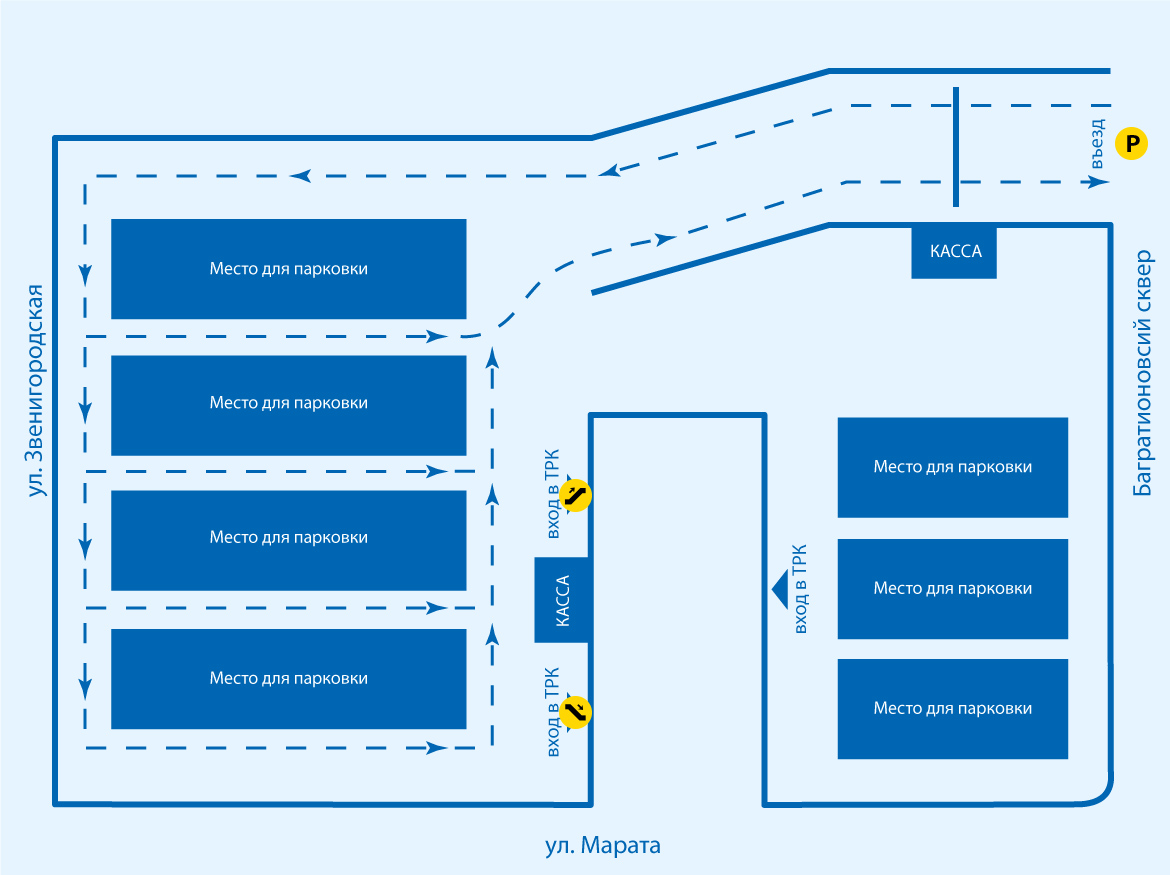 въезд
P
Место для парковки
КАССА
ул. Звенигородская
Багратионовсий сквер
Место для парковки
Место для парковки
вход в ТРК
Место для парковки
КАССА
вход в ТРК
Место для парковки
Место для парковки
вход в ТРК
Место для парковки
ул. Марата